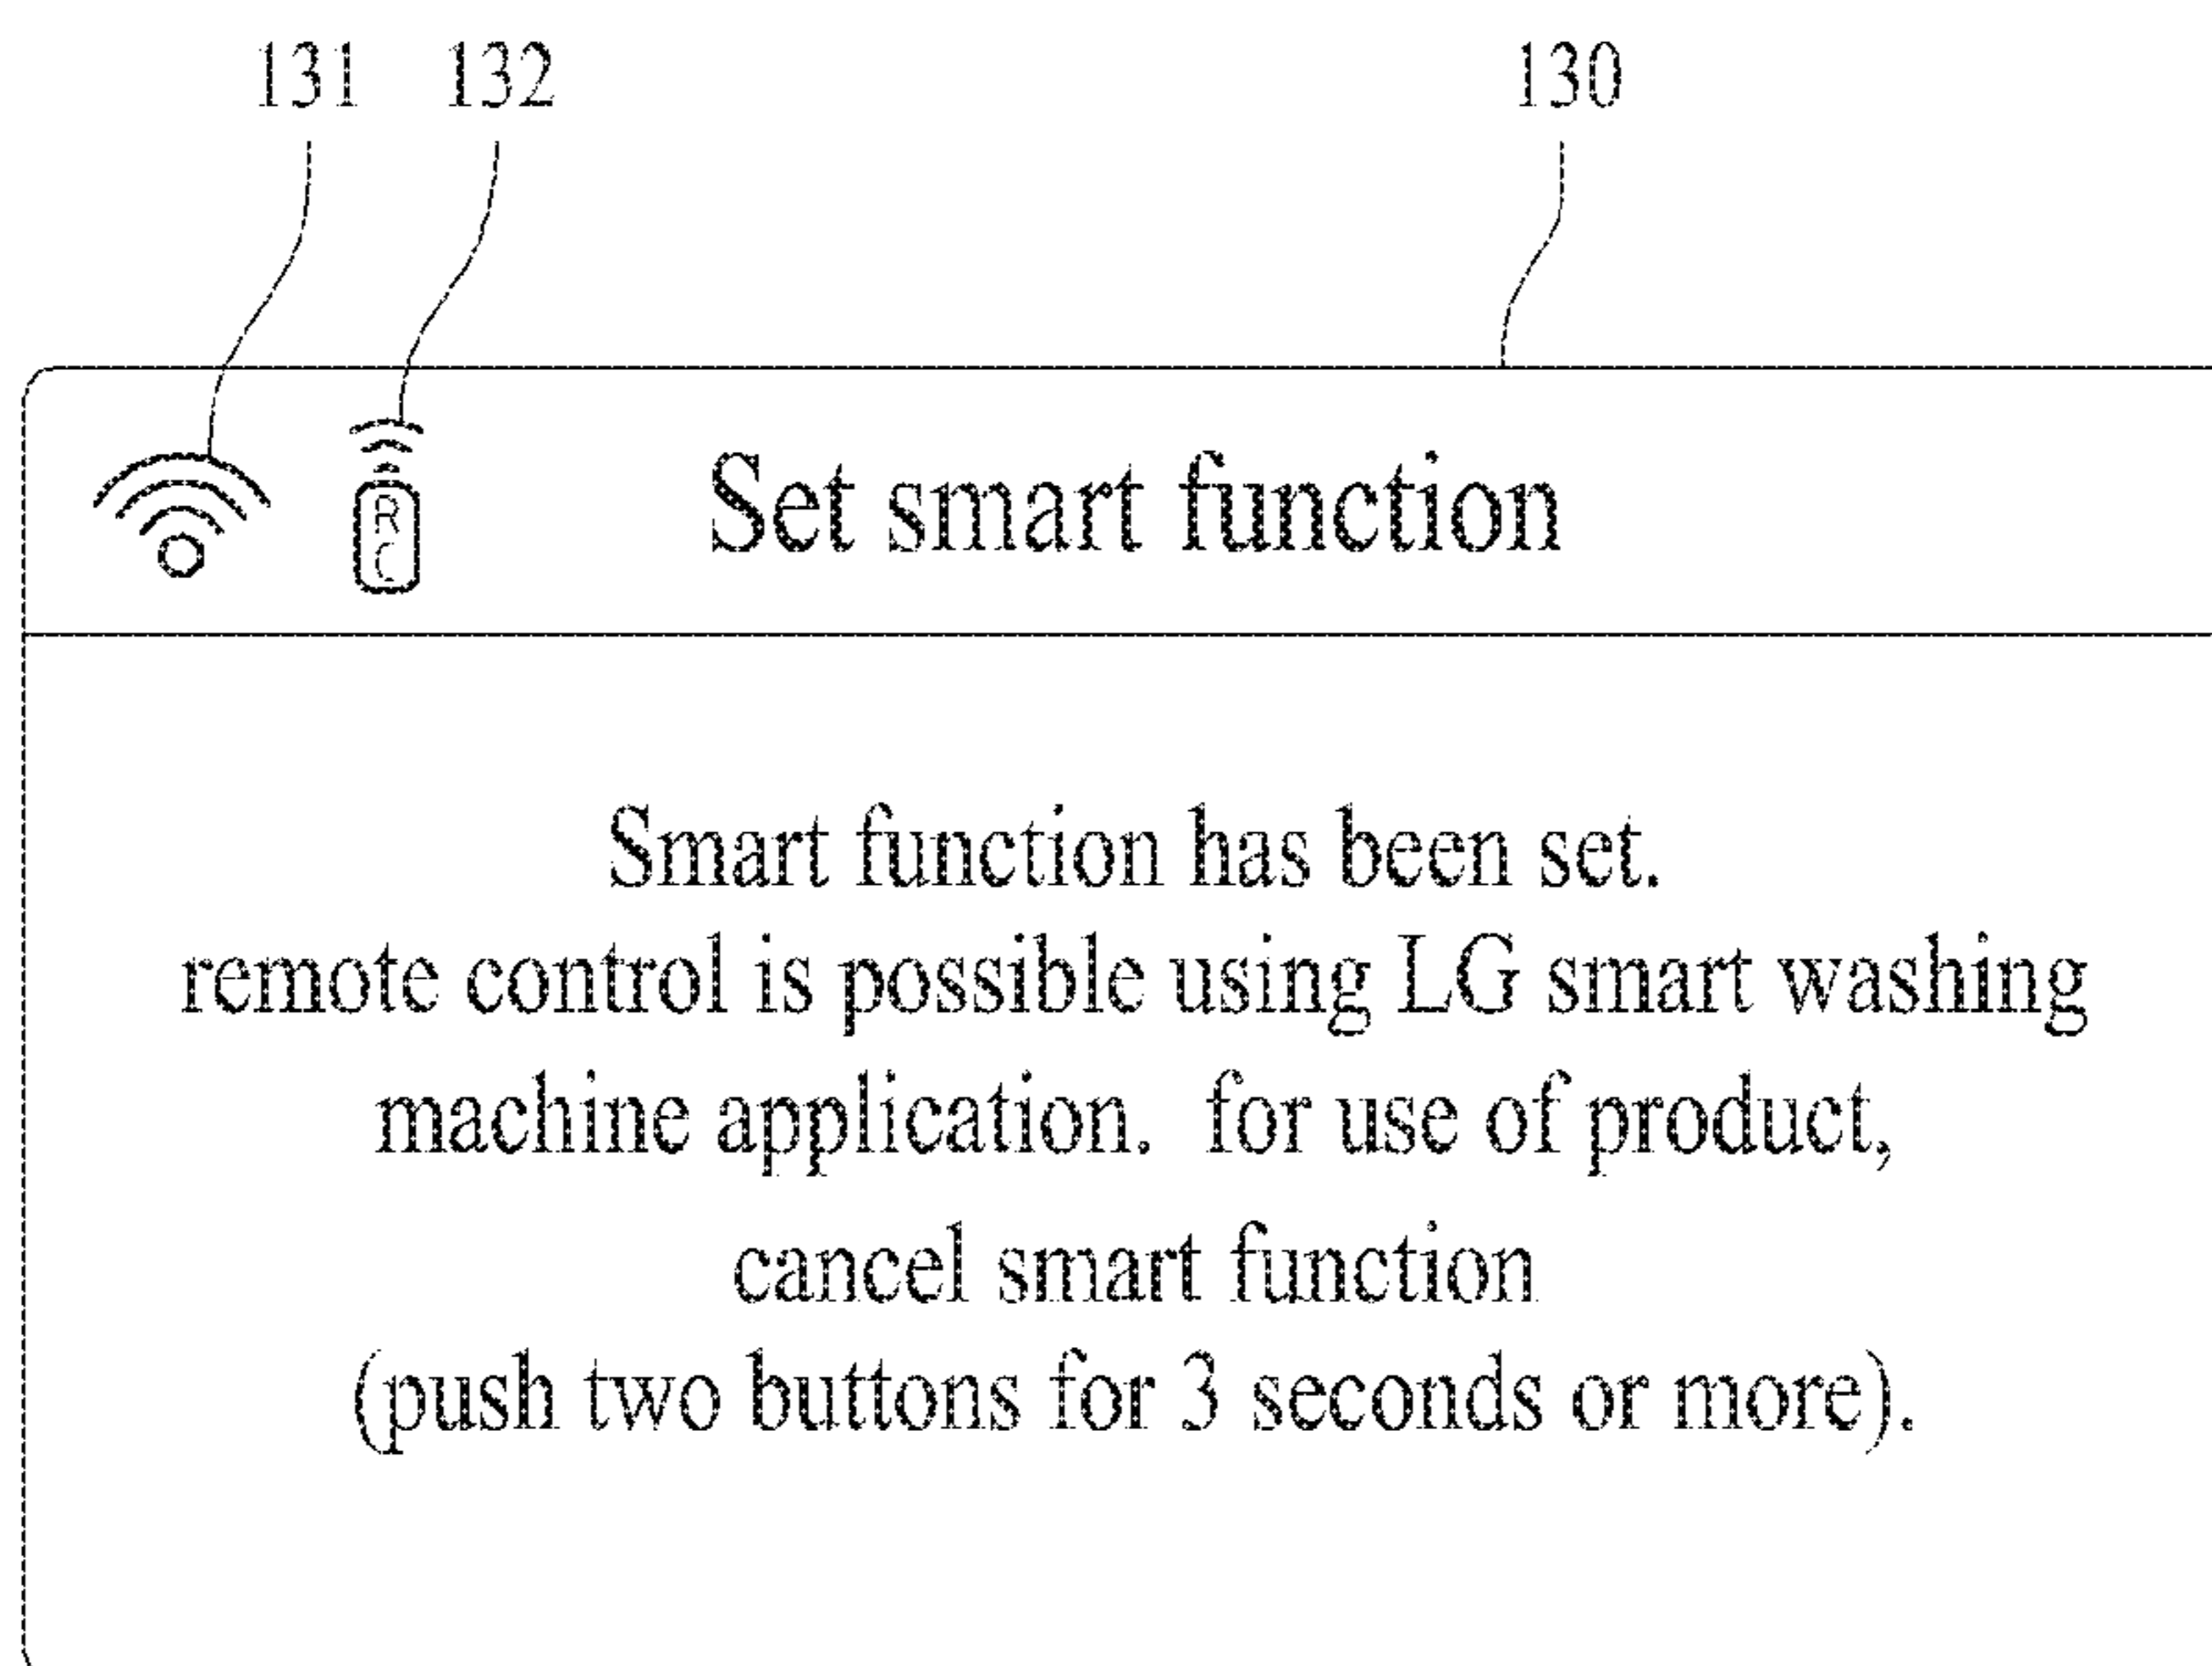 131 132 130
RC Set smart function
Smart function has been set.
remote control is possible using LG smart washing
machine application. for use of product,
cancel smart function
(push two buttons for 3 seconds or more).